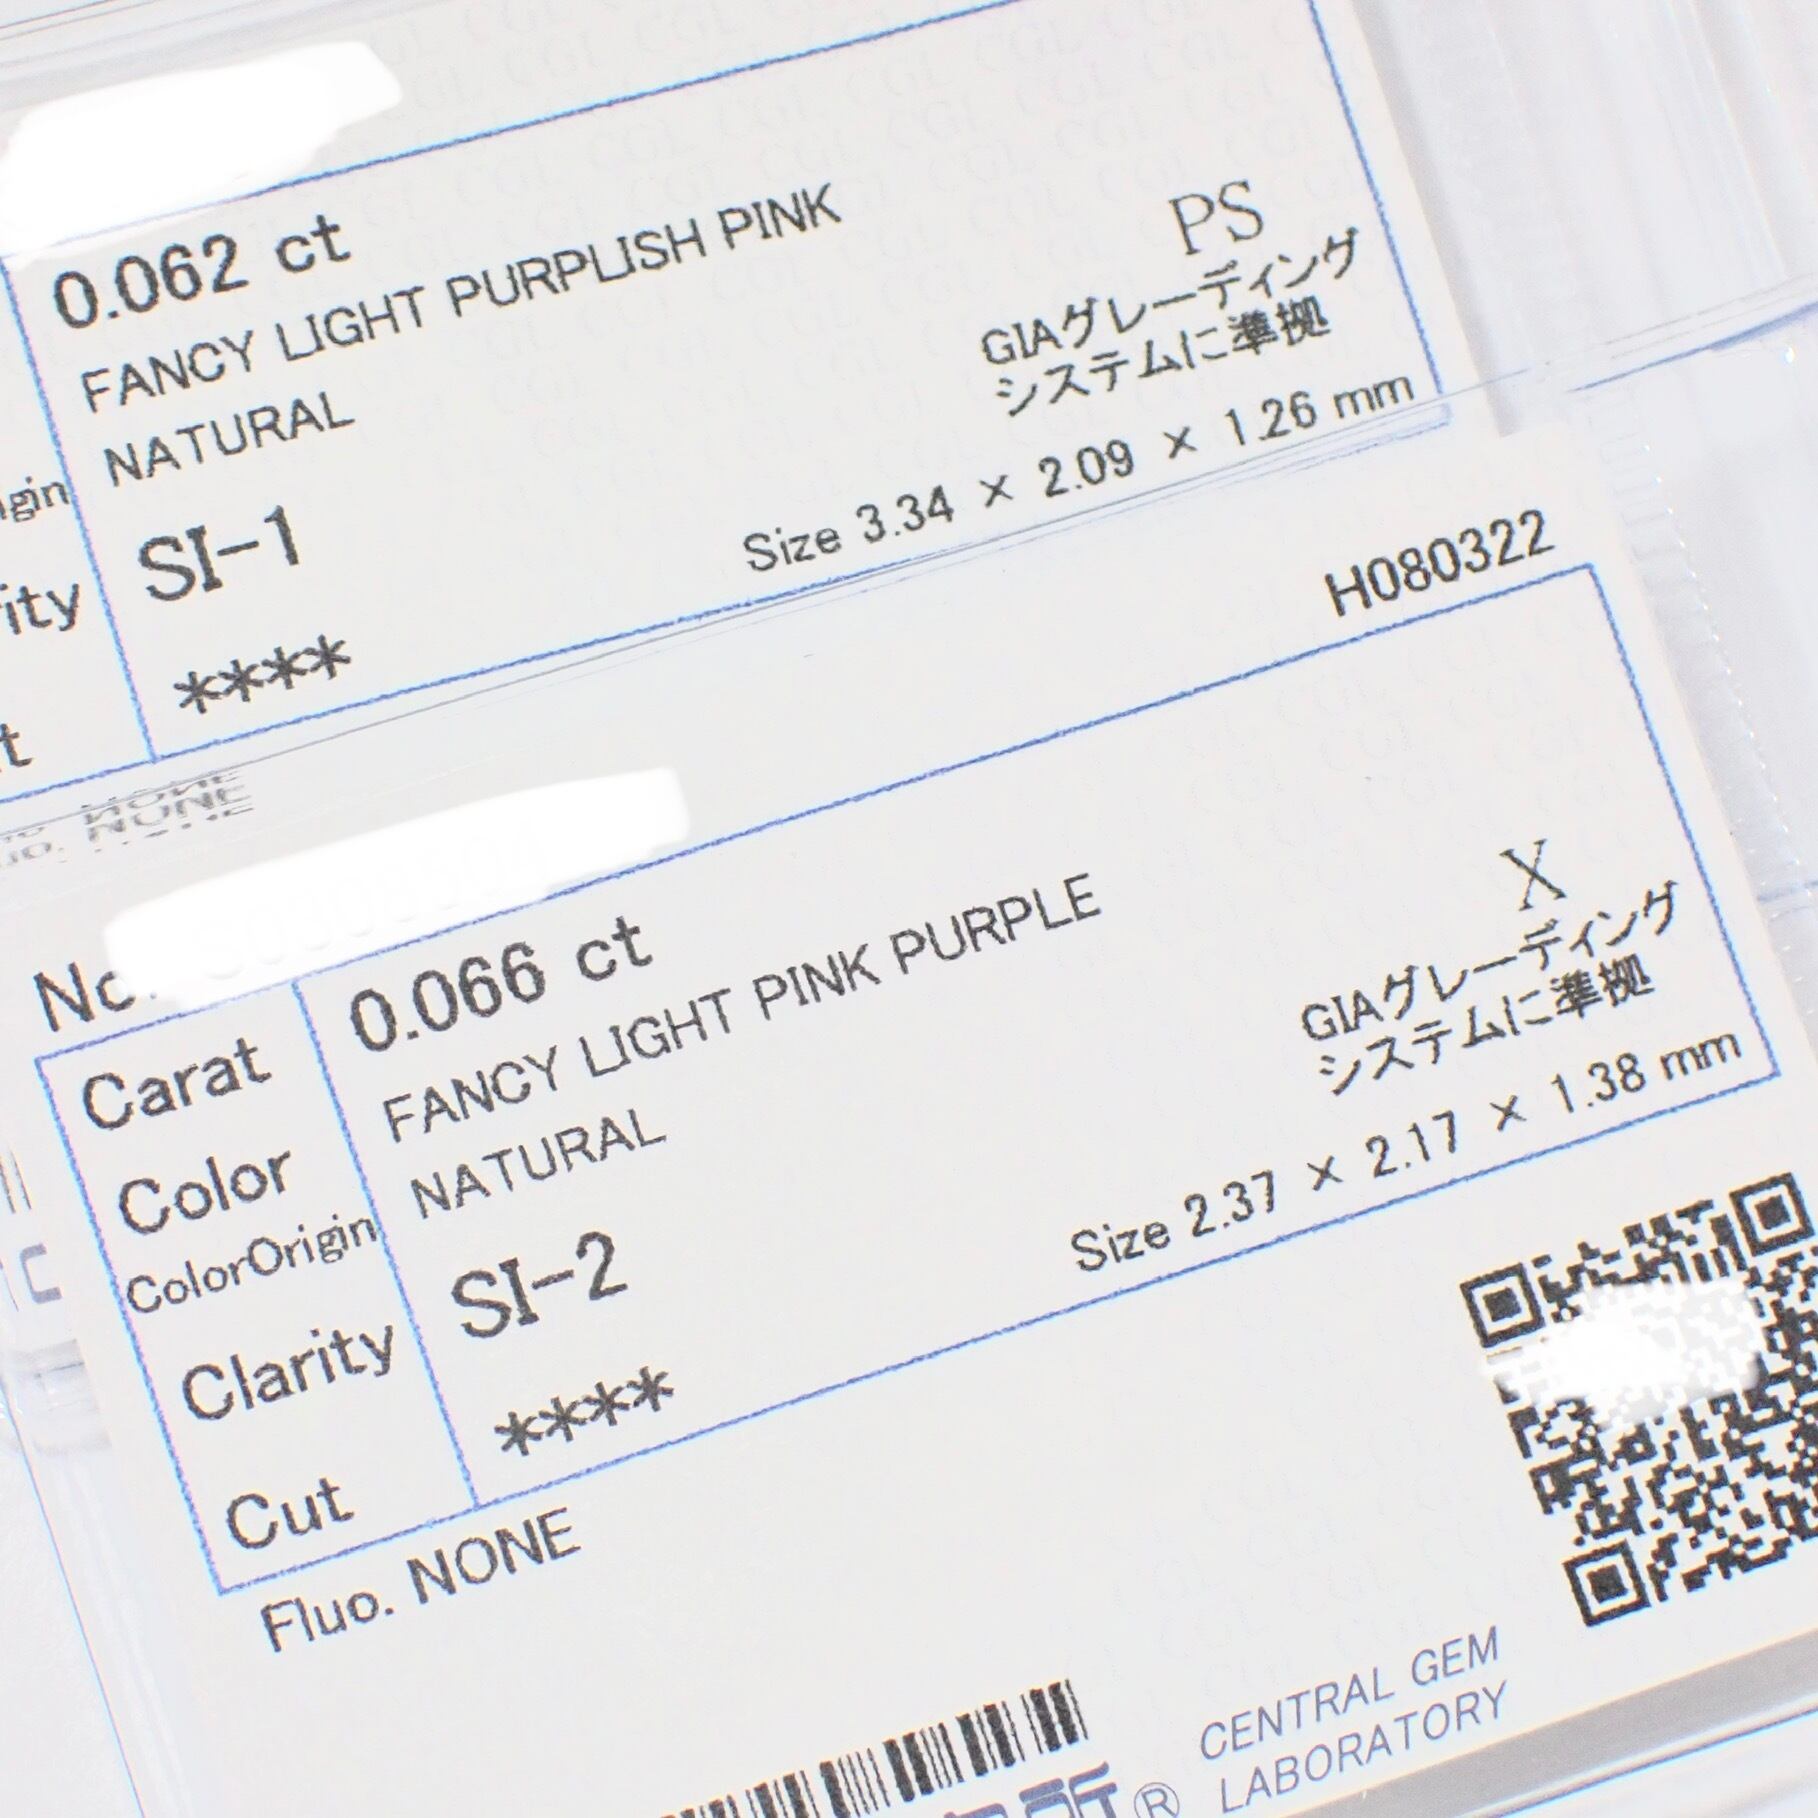 0.062 ct
FANCY LIGHT PURPLISH PINK
PS
NATURAL
GIAグレーディング
システムに準拠
SI-1
Size 3.34 × 2.09 × 1.26 mm
****
H080322
Carat 0.066 ct
Color FANCY LIGHT PINK PURPLE
X
ColorOrigin NATURAL
GIAグレーディング
システムに準拠
Clarity SI-2
Size 2.37 × 2.17 × 1.38 mm
Cut ****
Fluo. NONE
CENTRAL GEM
LABORATORY